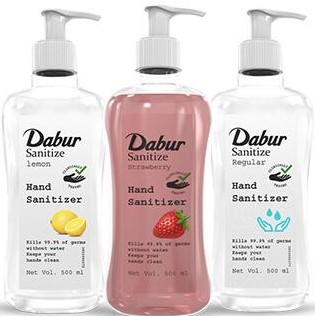 Dabur
Sanitize
lemon
Hand
Sanitizer
Kills 99.9% of germs
without water
Keeps your
hands clean
Net Vol. 500 ml
Dabur
Sanitize
Strawberry
Hand
Sanitizer
Kills 99.9% of germs
without water
Keeps your
hands clean
Net Vol. 500 ml
Dabur
Sanitize
Regular
Hand
Sanitizer
Kills 99.9% of germs
without water
Keeps your
hands clean
Net Vol. 500 ml